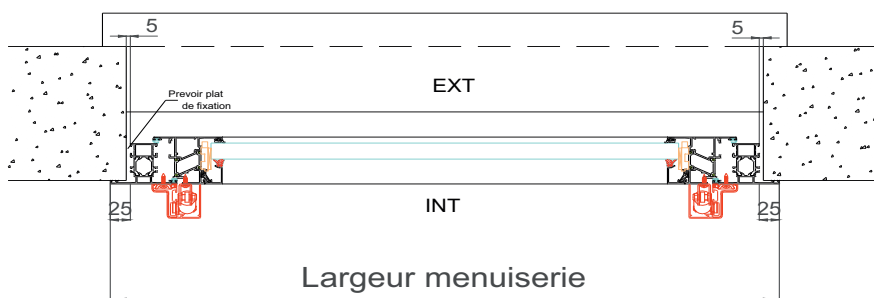 5
5
EXT
Prevoir plat
de fixation
INT
25
25
Largeur menuiserie